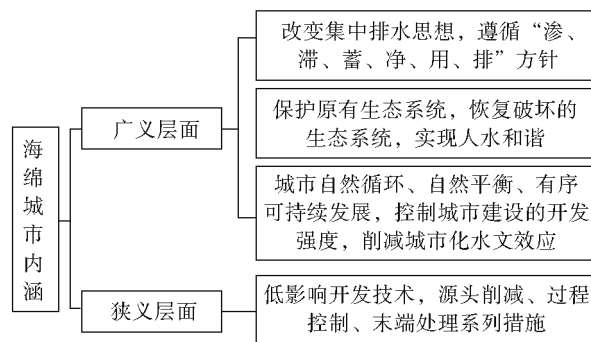 海绵城市内涵
广义层面
改变集中排水思想，遵循“渗、
滞、蓄、净、用、排”方针
保护原有生态系统，恢复破坏的
生态系统，实现人水和谐
城市自然循环、自然平衡、有序
可持续发展，控制城市建设的开发
强度，削减城市化水文效应
狭义层面
低影响开发技术，源头削减、过程
控制、末端处理系列措施